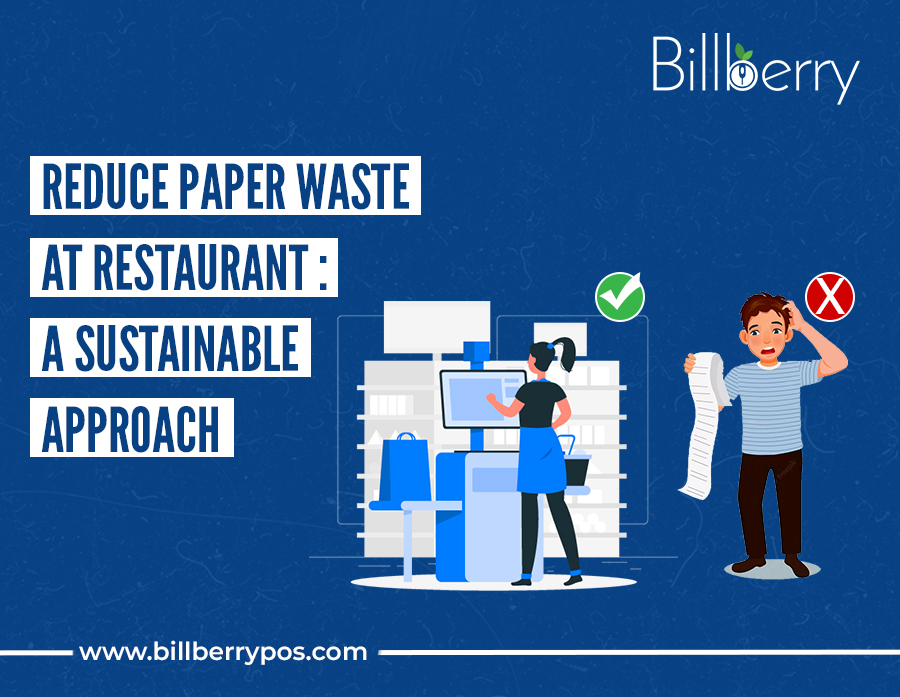 Billberry
REDUCE PAPER WASTE
AT RESTAURANT :
A SUSTAINABLE
APPROACH
X
www.billberrypos.com